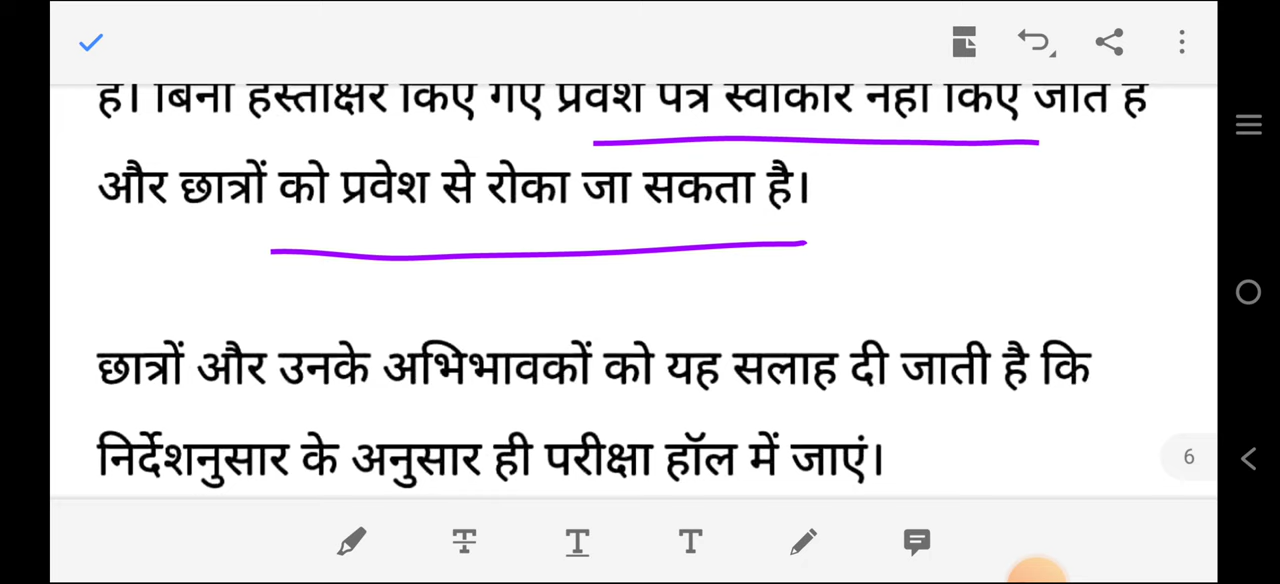 है। बिना हस्ताक्षर किए गए प्रवेश पत्र स्वीकार नहीं किए जाते हैं
और छात्रों को प्रवेश से रोका जा सकता है।
छात्रों और उनके अभिभावकों को यह सलाह दी जाती है कि
निर्देशनुसार के अनुसार ही परीक्षा हॉल में जाएं।
6